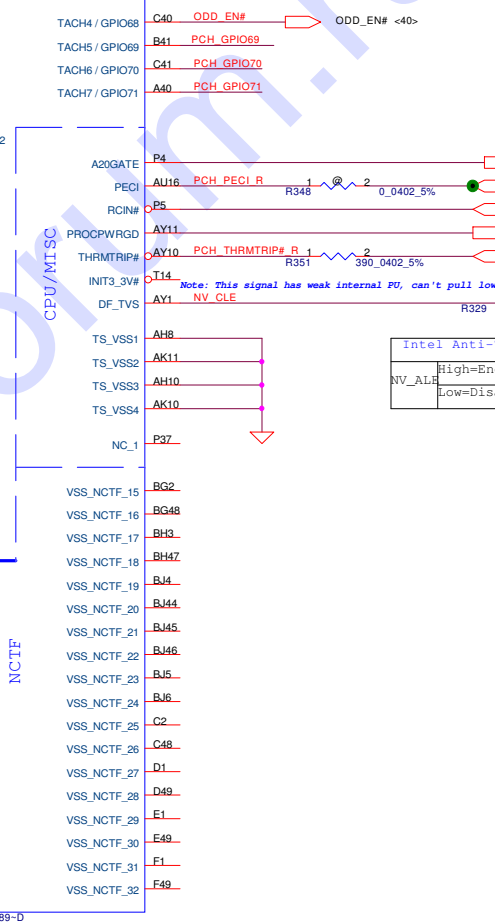 TACH4 / GPIO68 C40 ODD_EN# ODD_EN# <40>
TACH5 / GPIO69 B41 PCH_GPIO69
TACH6 / GPIO70 C41 PCH_GPIO70
TACH7 / GPIO71 A40 PCH_GPIO71
2
CPU/MISC
A20GATE P4
PECI AU16 PCH_PECI_R R348 1 @ 2 0_0402_5%
RCIN# P5
PROCPWRGD AY11
THRMTRIP# AY10 PCH_THRMTRIP#_R R351 1 2 390_0402_5%
INIT3_3V# T14
Note: This signal has weak internal PU, can't pull low
DF_TVS AY1 NV_CLE R329
TS_VSS1 AH8
TS_VSS2 AK11
TS_VSS3 AH10
TS_VSS4 AK10
Intel Anti-
NV_ALE High=En
Low=Dis
NC_1 P37
NCTF
VSS_NCTF_15 BG2
VSS_NCTF_16 BG48
VSS_NCTF_17 BH3
VSS_NCTF_18 BH47
VSS_NCTF_19 BJ4
VSS_NCTF_20 BJ44
VSS_NCTF_21 BJ45
VSS_NCTF_22 BJ46
VSS_NCTF_23 BJ5
VSS_NCTF_24 BJ6
VSS_NCTF_25 C2
VSS_NCTF_26 C48
VSS_NCTF_27 D1
VSS_NCTF_28 D49
VSS_NCTF_29 E1
VSS_NCTF_30 E49
VSS_NCTF_31 F1
VSS_NCTF_32 F49
89~D
orum.r